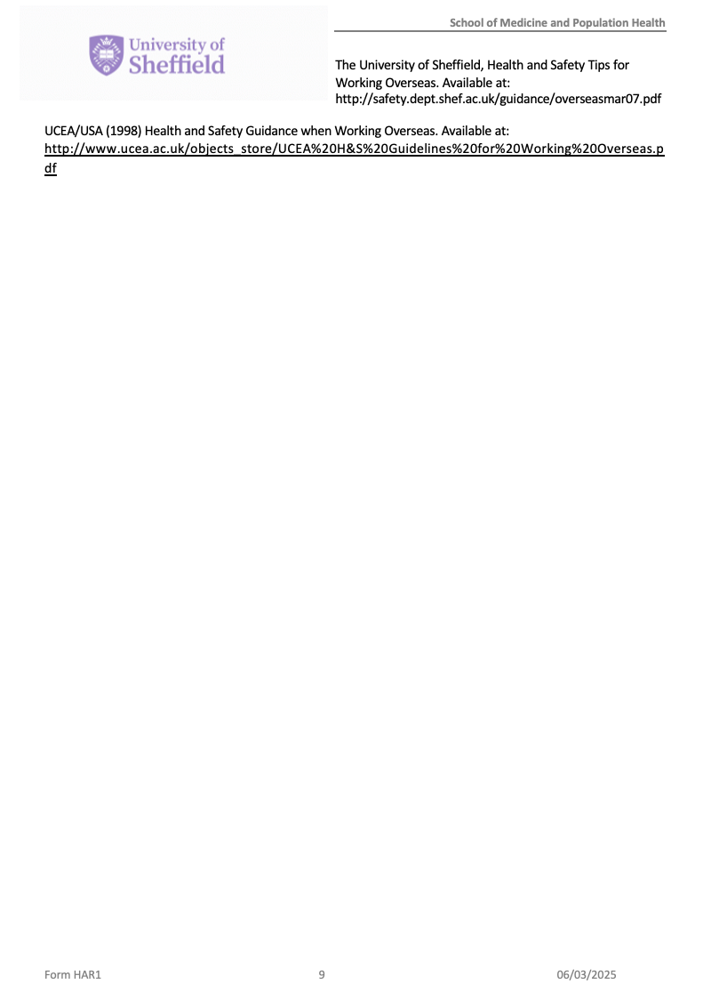 School of Medicine and Population Health
University of
Sheffield
The University of Sheffield, Health and Safety Tips for
Working Overseas. Available at:
http://safety.dept.shef.ac.uk/guidance/overseasmar07.pdf
UCEA/USA (1998) Health and Safety Guidance when Working Overseas. Available at:
http://www.ucea.ac.uk/objects_store/UCEA%20H&S%20Guidelines%20for%20Working%20Overseas.p
df
Form HAR1 9 06/03/2025